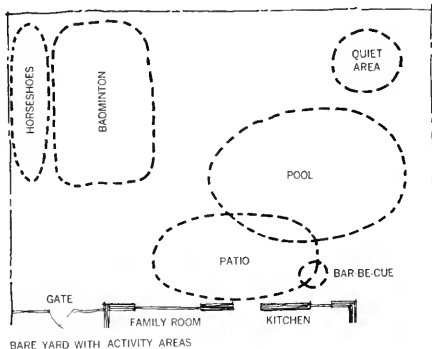 HORSESHOES
BADMINTON
QUIET
AREA
POOL
PATIO
BAR-BE-CUE
GATE
FAMILY ROOM
KITCHEN
BARE YARD WITH ACTIVITY AREAS